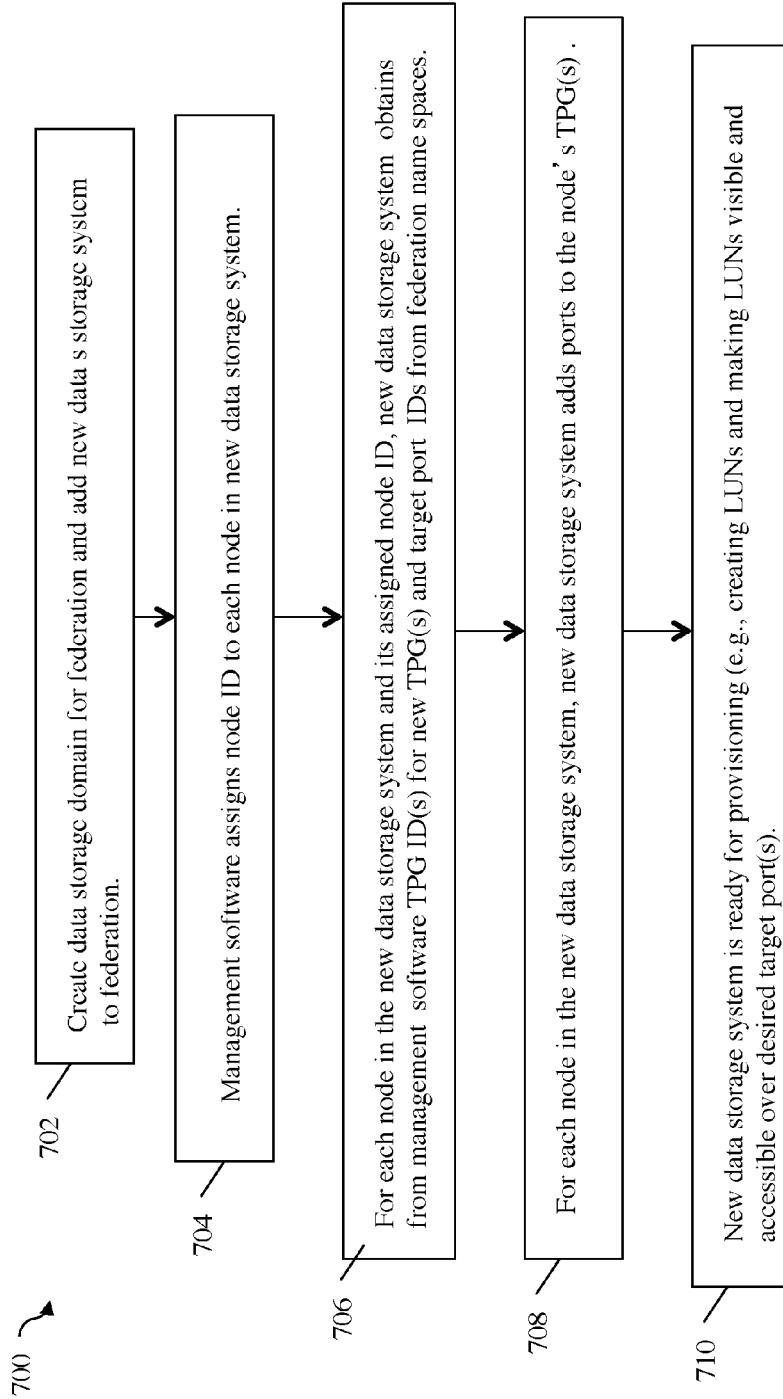 700
702
Create data storage domain for federation and add new data s storage system
to federation.
704
Management software assigns node ID to each node in new data storage system.
706
For each node in the new data storage system and its assigned node ID, new data storage system obtains
from management software TPG ID(s) for new TPG(s) and target port IDs from federation name spaces.
708
For each node in the new data storage system, new data storage system adds ports to the node's TPG(s) .
710
New data storage system is ready for provisioning (e.g., creating LUNs and making LUNs visible and
accessible over desired target port(s).